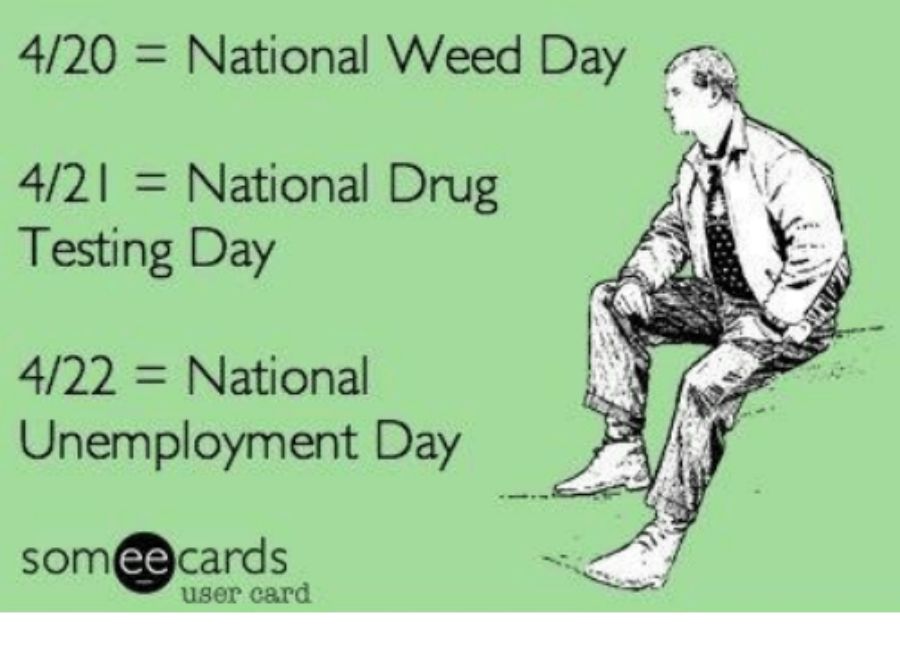 4/20 = National Weed Day
4/21 = National Drug
Testing Day
4/22 = National
Unemployment Day
someecards
user card